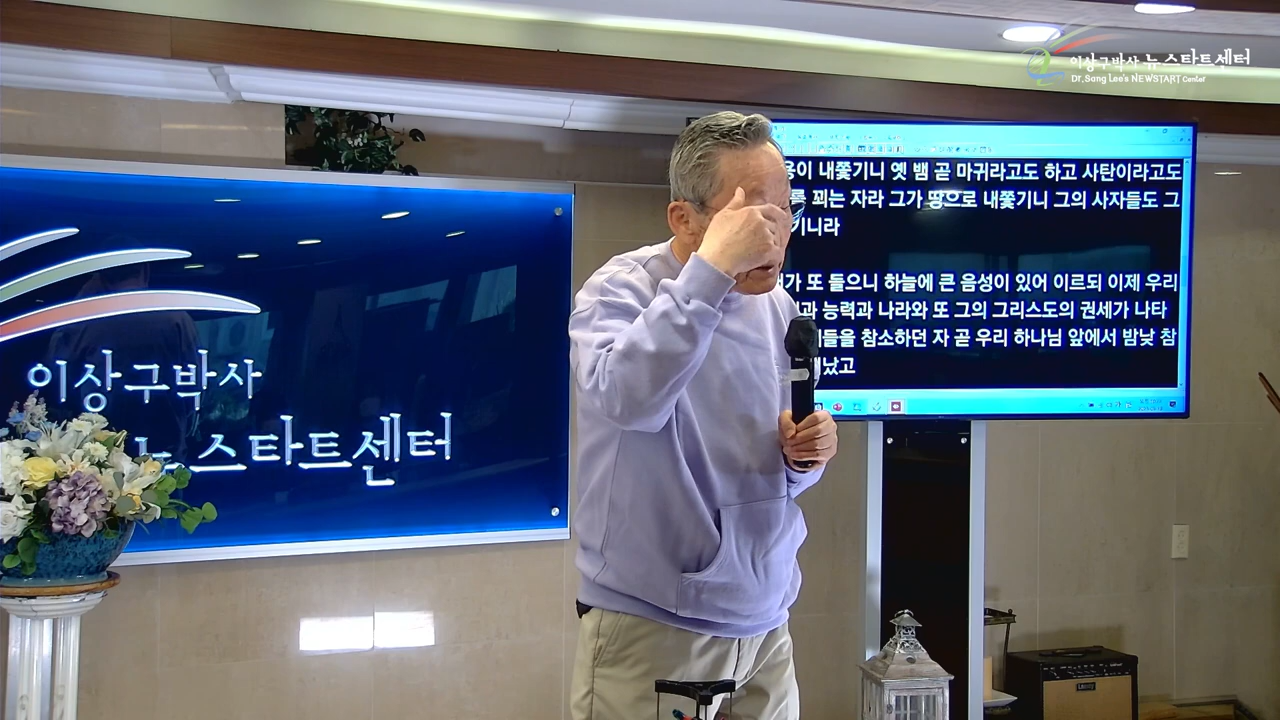 이상구박사 뉴스타트센터
Dr. Sang Lee's NEWSTART Center
용이 내쫓기니 옛 뱀 곧 마귀라고도 하고 사탄이라고도
꾀는 자라 그가 땅으로 내쫓기니 그의 사자들도 그
기니라
가 또 들으니 하늘에 큰 음성이 있어 이르되 이제 우리
과 능력과 나라와 또 그의 그리스도의 권세가 나타
들을 참소하던 자 곧 우리 하나님 앞에서 밤낮 참
났고
이상구박사
뉴스타트센터